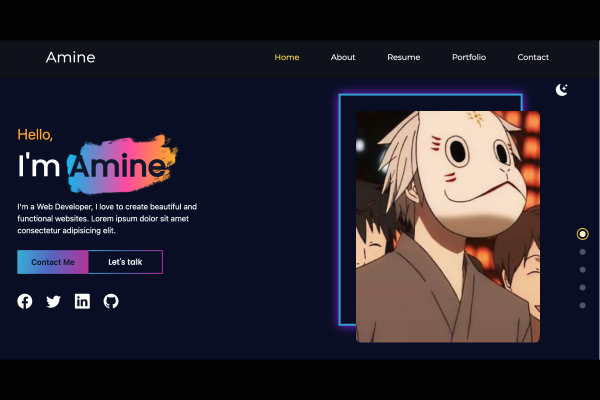 Amine
Home
About
Resume
Portfolio
Contact
Hello,
I'm Amine
I'm a Web Developer, I love to create beautiful and
functional websites. Lorem ipsum dolor sit amet
consectetur adipisicing elit.
Contact Me
Let's talk